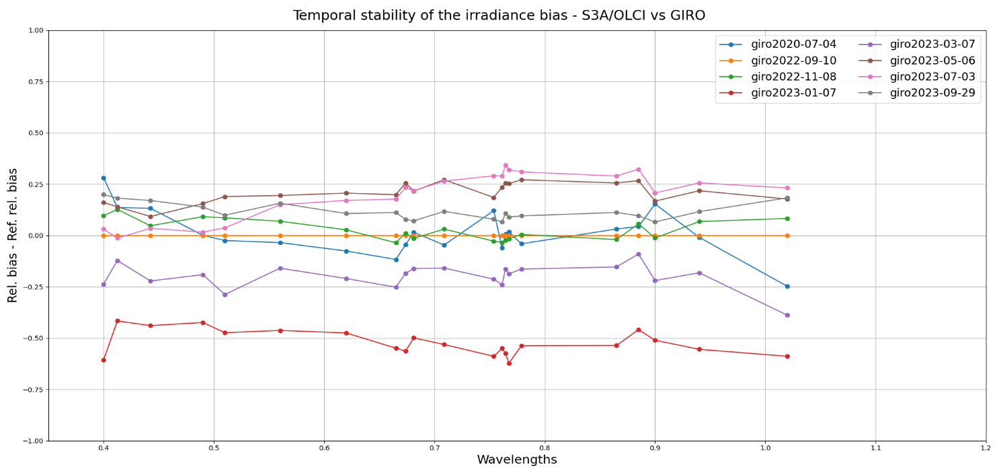 Temporal stability of the irradiance bias - S3A/OLCI vs GIRO
Rel. bias - Ref. rel. bias
1.00
0.75
0.50
0.25
0.00
−0.25
−0.50
−0.75
−1.00
giro2020-07-04
giro2022-09-10
giro2022-11-08
giro2023-01-07
giro2023-03-07
giro2023-05-06
giro2023-07-03
giro2023-09-29
0.4 0.5 0.6 0.7 0.8 0.9 1.0 1.1 1.2
Wavelengths